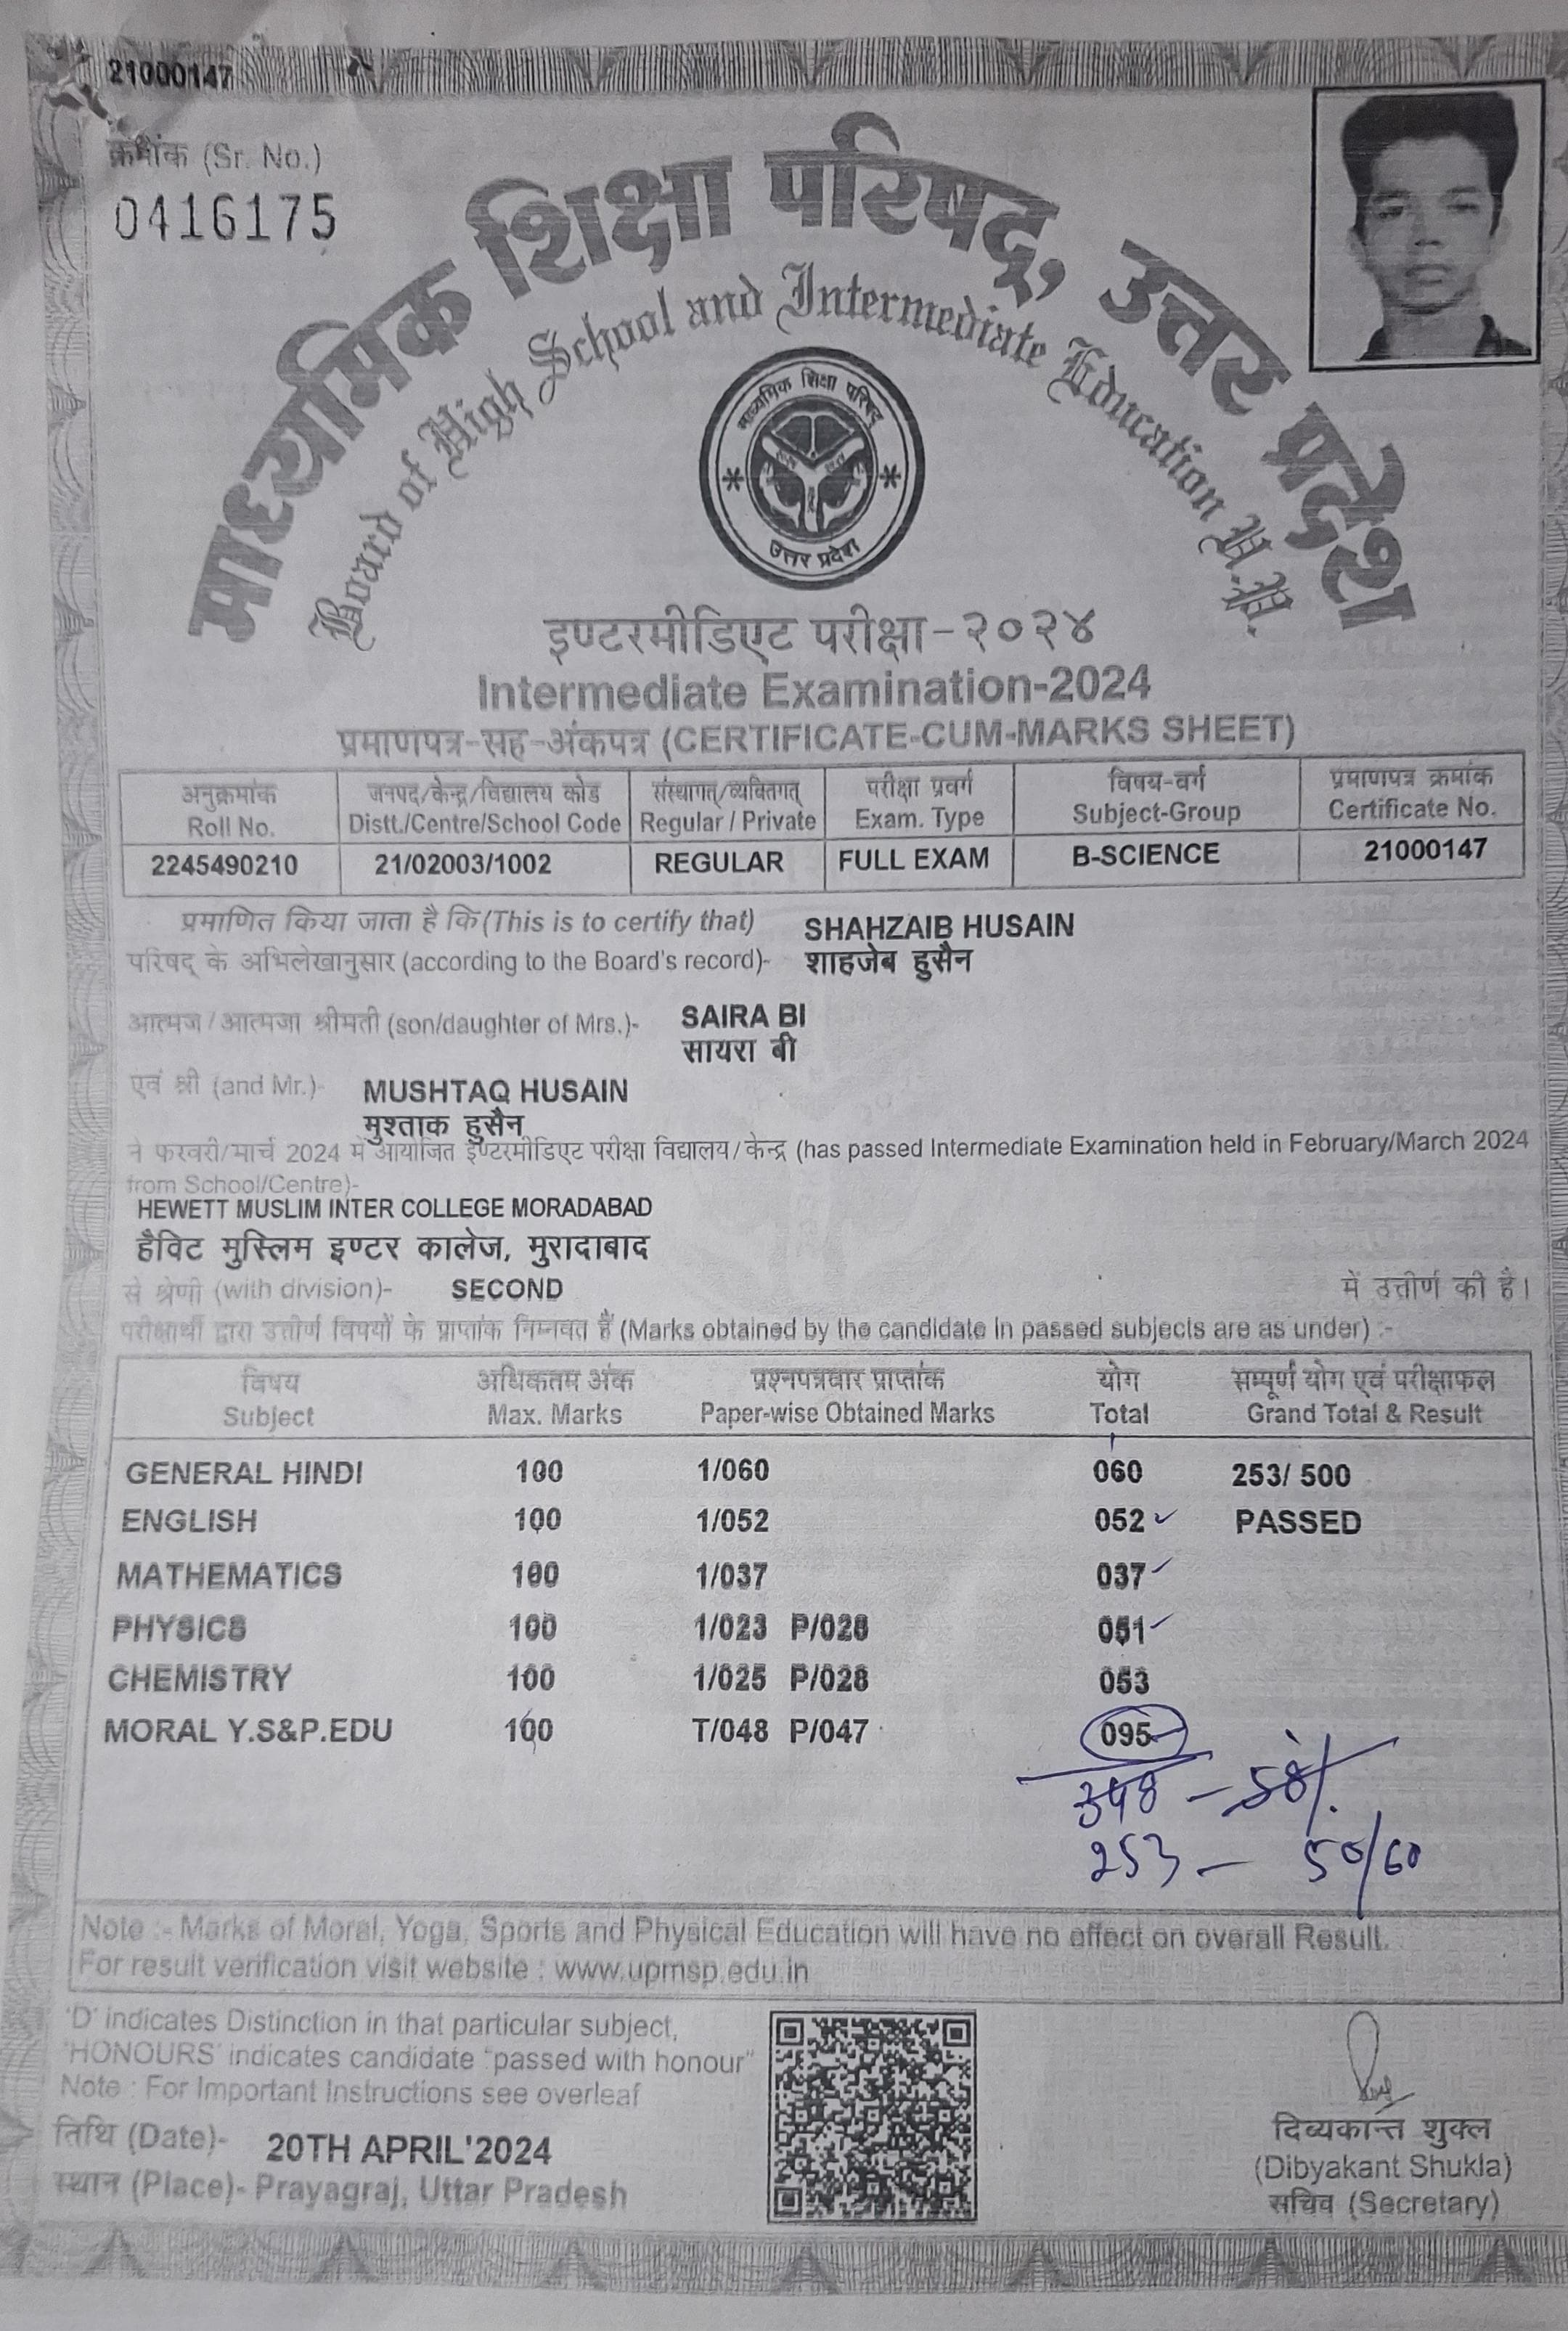 21000147
क्रमांक (Sr. No.)
0416175
माध्यमिक शिक्षा परिषद्, उत्तर प्रदेश
Board of High School and Intermediate Education U.P.
माध्यमिक शिक्षा परिषद्
उत्तर प्रदेश
इण्टरमीडिएट परीक्षा-२०२४
Intermediate Examination-2024
प्रमाणपत्र-सह-अंकपत्र (CERTIFICATE-CUM-MARKS SHEET)
अनुक्रमांक जनपद/केन्द्र/विद्यालय कोड संस्थागत/व्यक्तिगत परीक्षा प्रवर्ग विषय-वर्ग प्रमाणपत्र क्रमांक
Roll No. Distt./Centre/School Code Regular / Private Exam. Type Subject-Group Certificate No.
2245490210 21/02003/1002 REGULAR FULL EXAM B-SCIENCE 21000147
प्रमाणित किया जाता है कि (This is to certify that) SHAHZAIB HUSAIN
परिषद् के अभिलेखानुसार (according to the Board's record)- शाहजेब हुसैन
आत्मज/आत्मजा श्रीमती (son/daughter of Mrs.)- SAIRA BI
सायरा बी
एवं श्री (and Mr.)- MUSHTAQ HUSAIN
मुश्ताक हुसैन
ने फरवरी/मार्च 2024 में आयोजित इण्टरमीडिएट परीक्षा विद्यालय/केन्द्र (has passed Intermediate Examination held in February/March 2024
from School/Centre)-
HEWETT MUSLIM INTER COLLEGE MORADABAD
हैविट मुस्लिम इण्टर कालेज, मुरादाबाद
से श्रेणी (with division)- SECOND में उत्तीर्ण की है।
परीक्षार्थी द्वारा उत्तीर्ण विषयों के प्राप्तांक निम्नवत हैं (Marks obtained by the candidate in passed subjects are as under) :-
विषय अधिकतम अंक प्रश्नपत्रवार प्राप्तांक योग सम्पूर्ण योग एवं परीक्षाफल
Subject Max. Marks Paper-wise Obtained Marks Total Grand Total & Result
GENERAL HINDI 100 1/060 060 253/ 500
ENGLISH 100 1/052 052 PASSED
MATHEMATICS 100 1/037 037
PHYSICS 100 1/023 P/028 051
CHEMISTRY 100 1/025 P/028 053
MORAL Y.S&P.EDU 100 T/048 P/047 095
348 - 58%
253 - 50/60
Note :- Marks of Moral, Yoga, Sports and Physical Education will have no effect on overall Result.
For result verification visit website : www.upmsp.edu.in
'D' indicates Distinction in that particular subject,
'HONOURS' indicates candidate "passed with honour"
Note : For Important Instructions see overleaf
तिथि (Date)- 20TH APRIL'2024
स्थान (Place)- Prayagraj, Uttar Pradesh
दिव्यकान्त शुक्ल
(Dibyakant Shukla)
सचिव (Secretary)